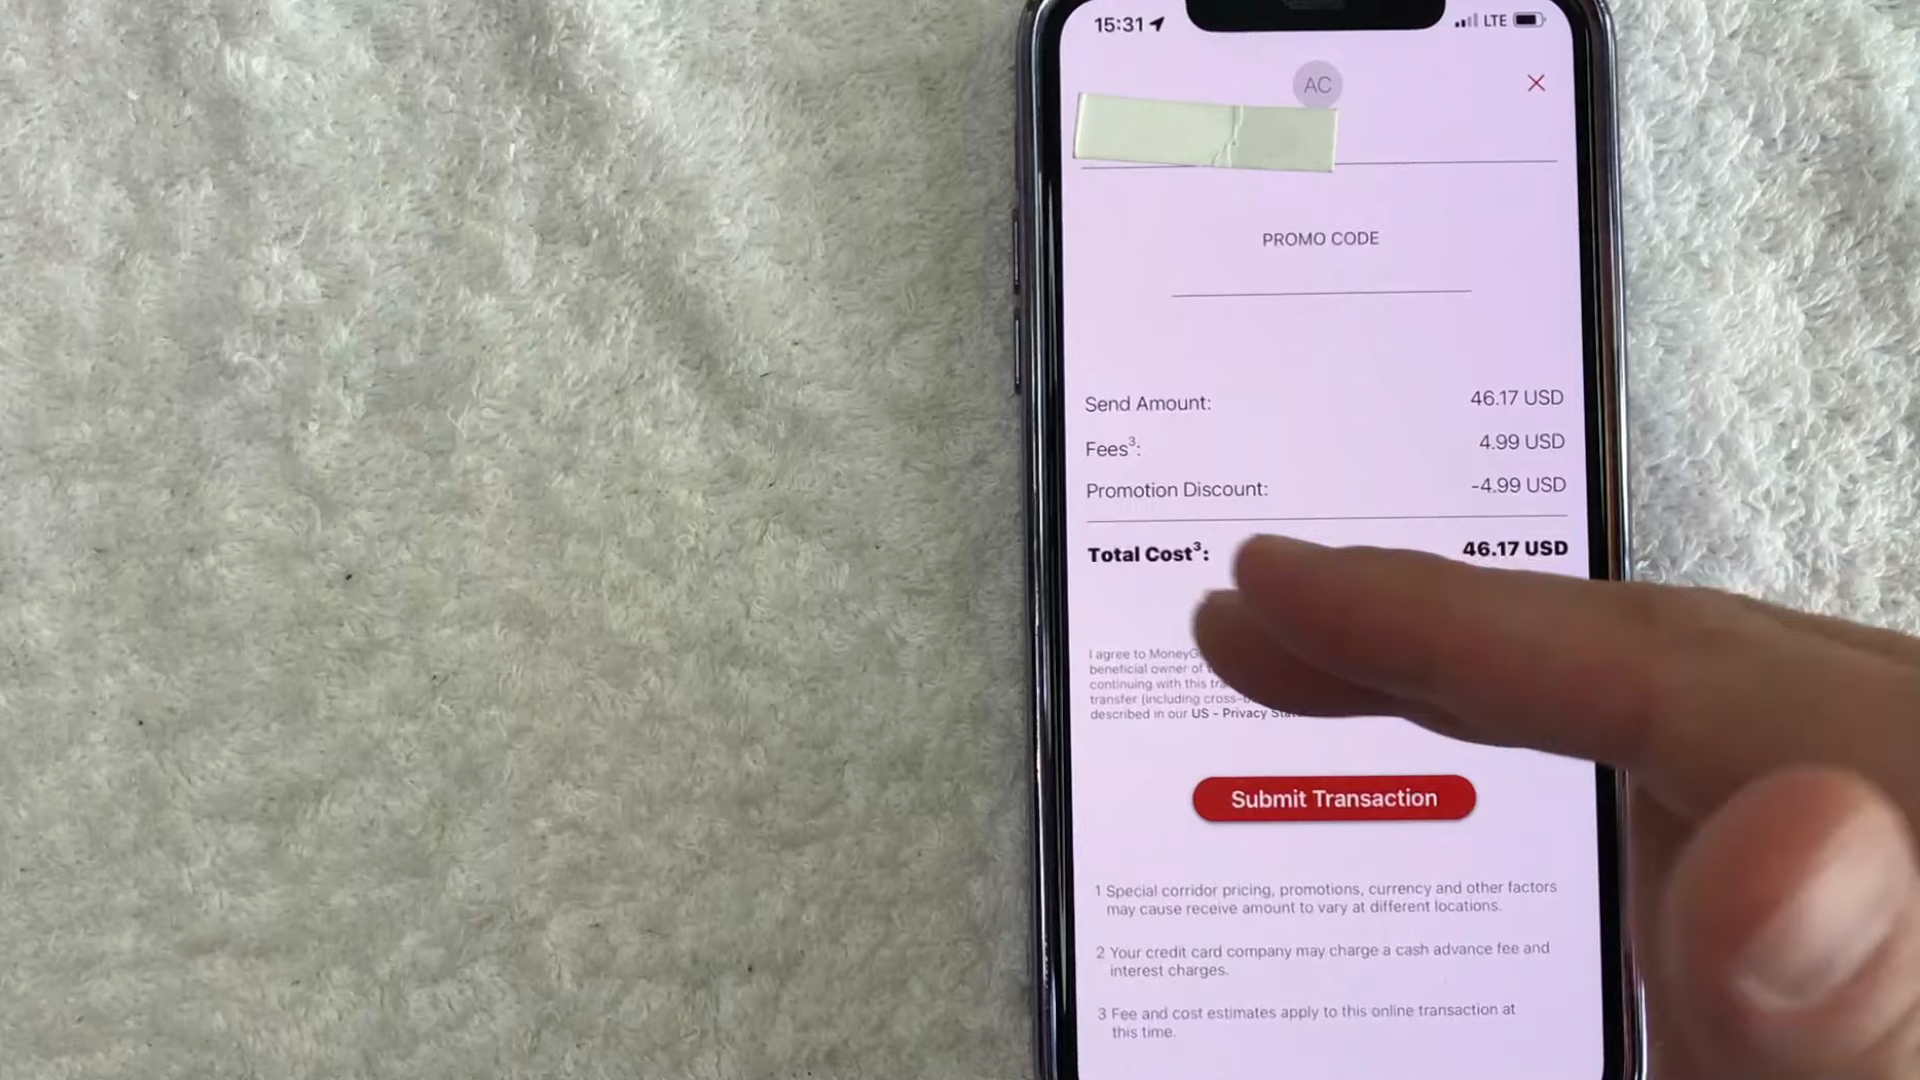 15:31
LTE
AC
PROMO CODE
Send Amount: 46.17 USD
Fees3: 4.99 USD
Promotion Discount: -4.99 USD
Total Cost3: 46.17 USD
I agree to
beneficial owner of
continuing with this
transfer (including
described in our US - Privacy
Submit Transaction
1 Special corridor pricing, promotions, currency and other factors
may cause receive amount to vary at different locations.
2 Your credit card company may charge a cash advance fee and
interest charges.
3 Fee and cost estimates apply to this online transaction at
this time.